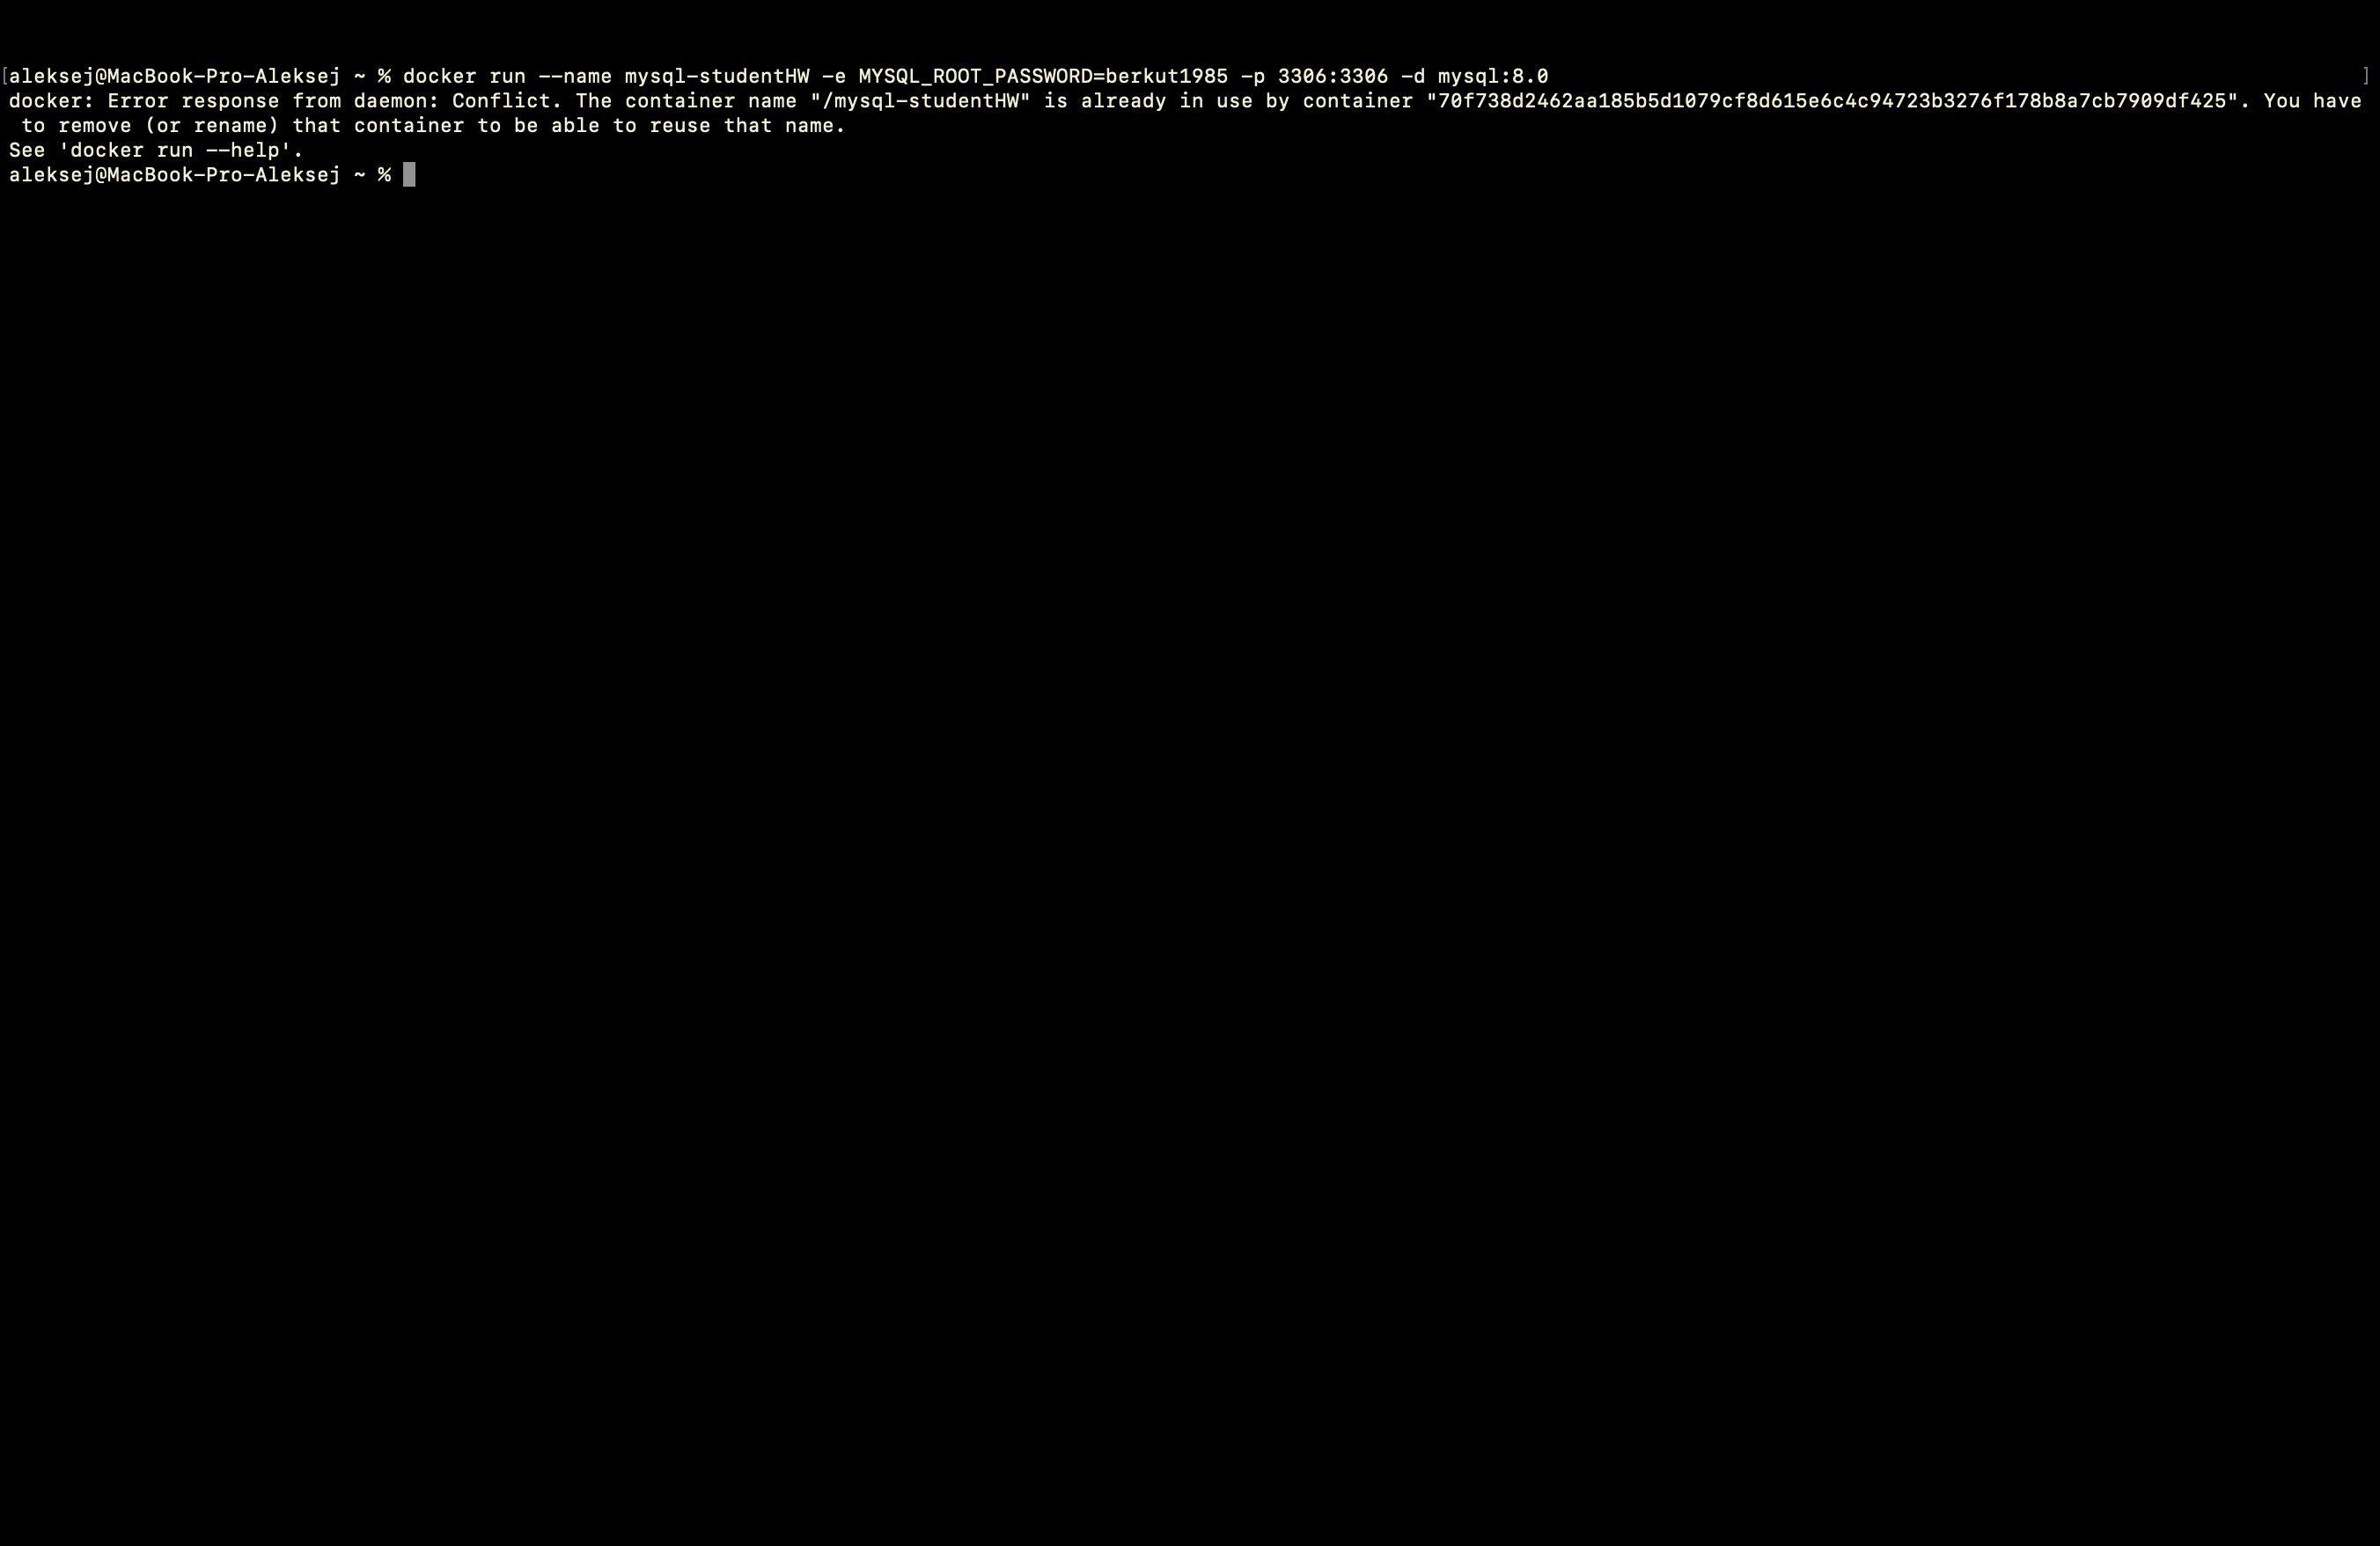 [aleksej@MacBook-Pro-Aleksej ~ % docker run --name mysql-studentHW -e MYSQL_ROOT_PASSWORD=berkut1985 -p 3306:3306 -d mysql:8.0 ]
docker: Error response from daemon: Conflict. The container name "/mysql-studentHW" is already in use by container "70f738d2462aa185b5d1079cf8d615e6c4c94723b3276f178b8a7cb7909df425". You have
 to remove (or rename) that container to be able to reuse that name.
See 'docker run --help'.
aleksej@MacBook-Pro-Aleksej ~ %